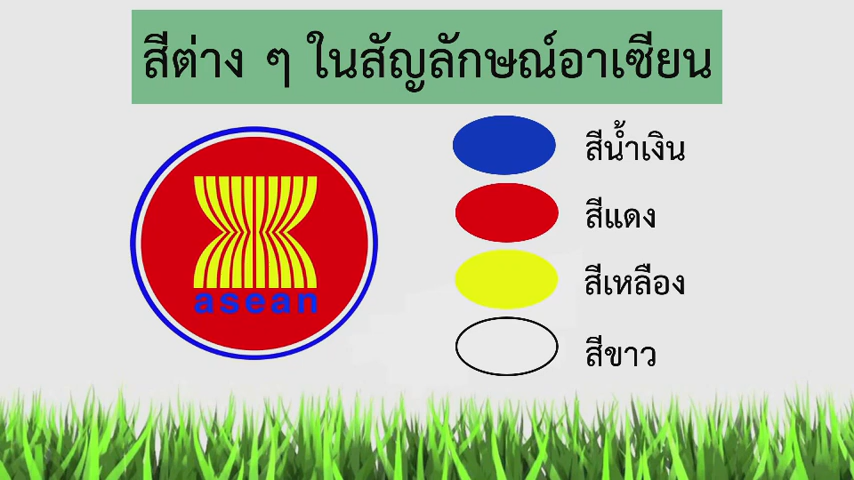 สีต่าง ๆ ในสัญลักษณ์อาเซียน
สีน้ำเงิน
สีแดง
สีเหลือง
สีขาว
asean